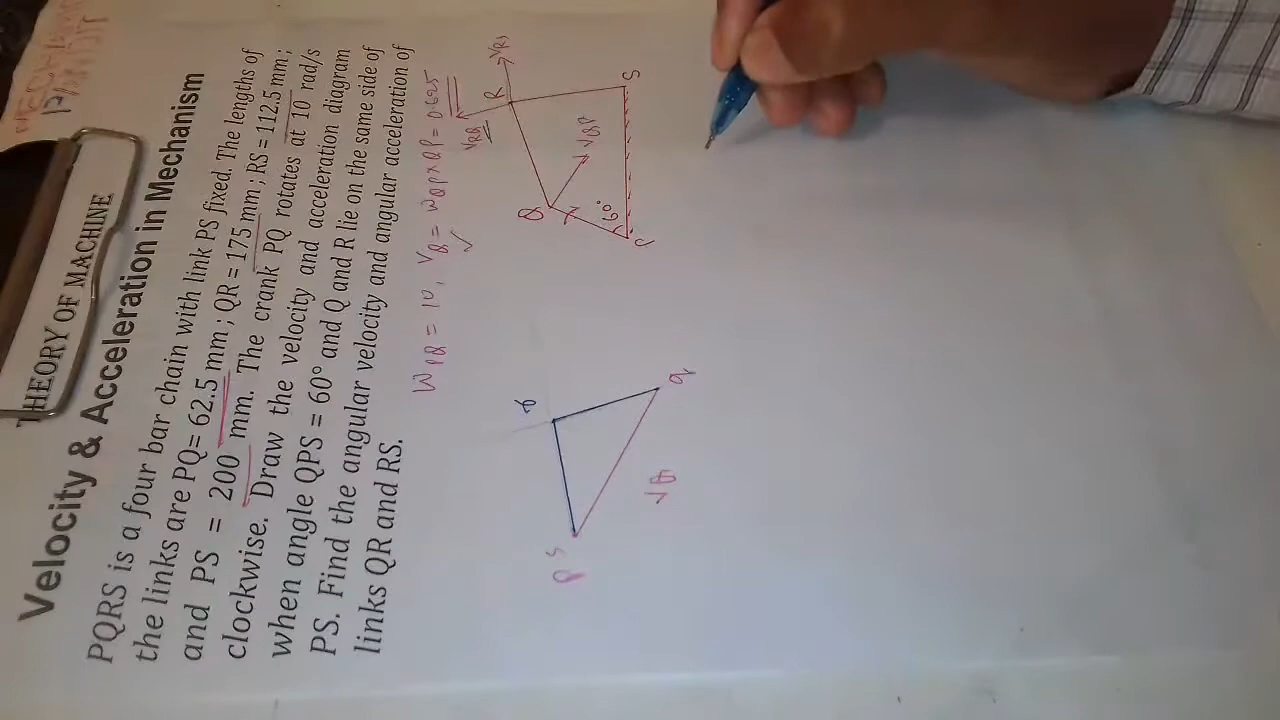 THEORY OF MACHINE
Velocity & Acceleration in Mechanism
PQRS is a four bar chain with link PS fixed. The lengths of
the links are PQ= 62.5 mm ; QR = 175 mm ; RS = 112.5 mm ;
and PS = 200 mm. The crank PQ rotates at 10 rad/s
clockwise. Draw the velocity and acceleration diagram
when angle QPS = 60° and Q and R lie on the same side of
PS. Find the angular velocity and angular acceleration of
links QR and RS.
WPQ = 10, VQ = WQP × QP = 0.625
VRQ
R
VRS
Q
VQP
60°
P
S
r
p s
q
VQ